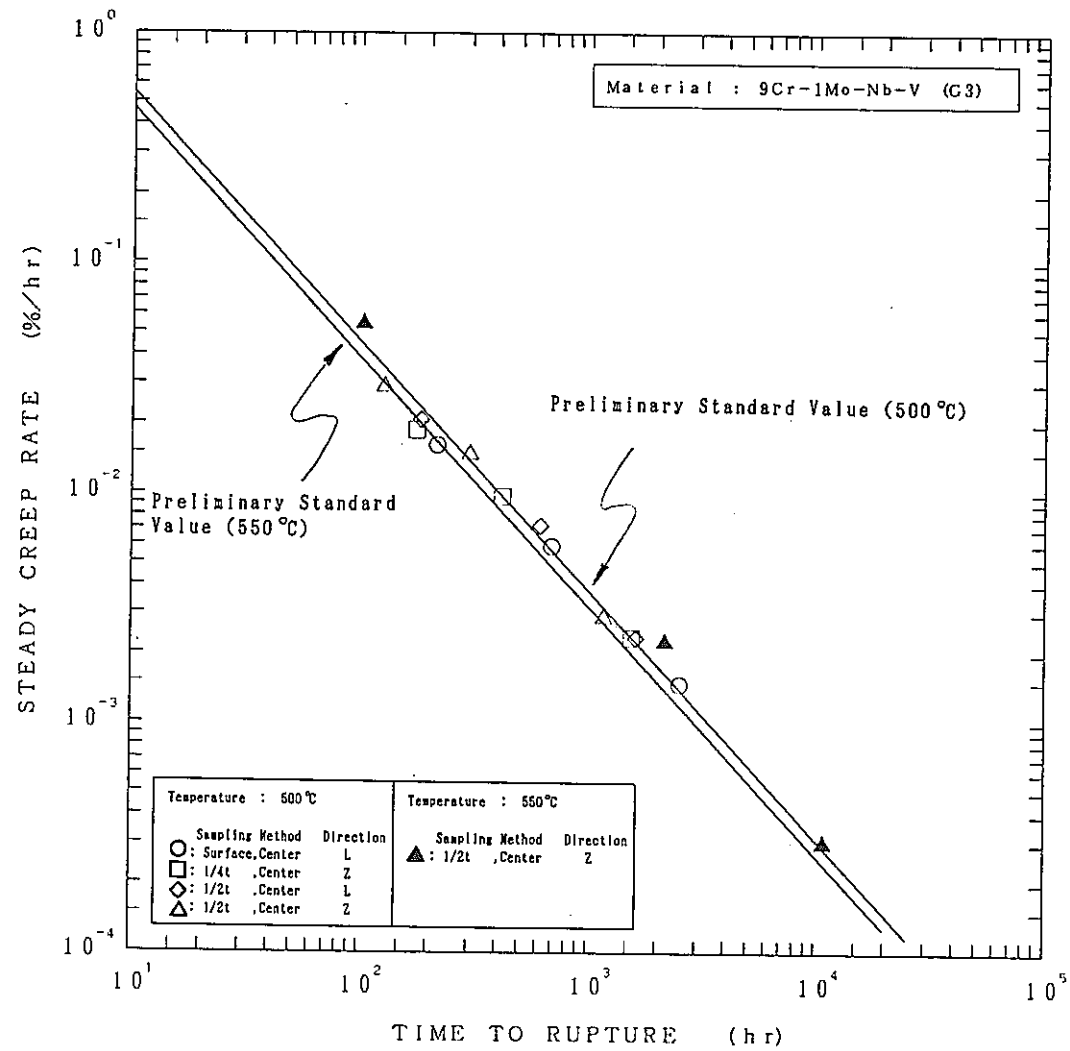 10⁰
Material : 9Cr-1Mo-Nb-V (G3)
10⁻¹
STEADY CREEP RATE (%/hr)
Preliminary Standard Value (500°C)
10⁻²
Preliminary Standard
Value (550°C)
10⁻³
Temperature : 500°C
Sampling Method Direction
○: Surface,Center L
□: 1/4t ,Center Z
◇: 1/2t ,Center L
△: 1/2t ,Center Z
Temperature : 550°C
Sampling Method Direction
▲: 1/2t ,Center Z
10⁻⁴
10¹ 10² 10³ 10⁴ 10⁵
TIME TO RUPTURE (hr)